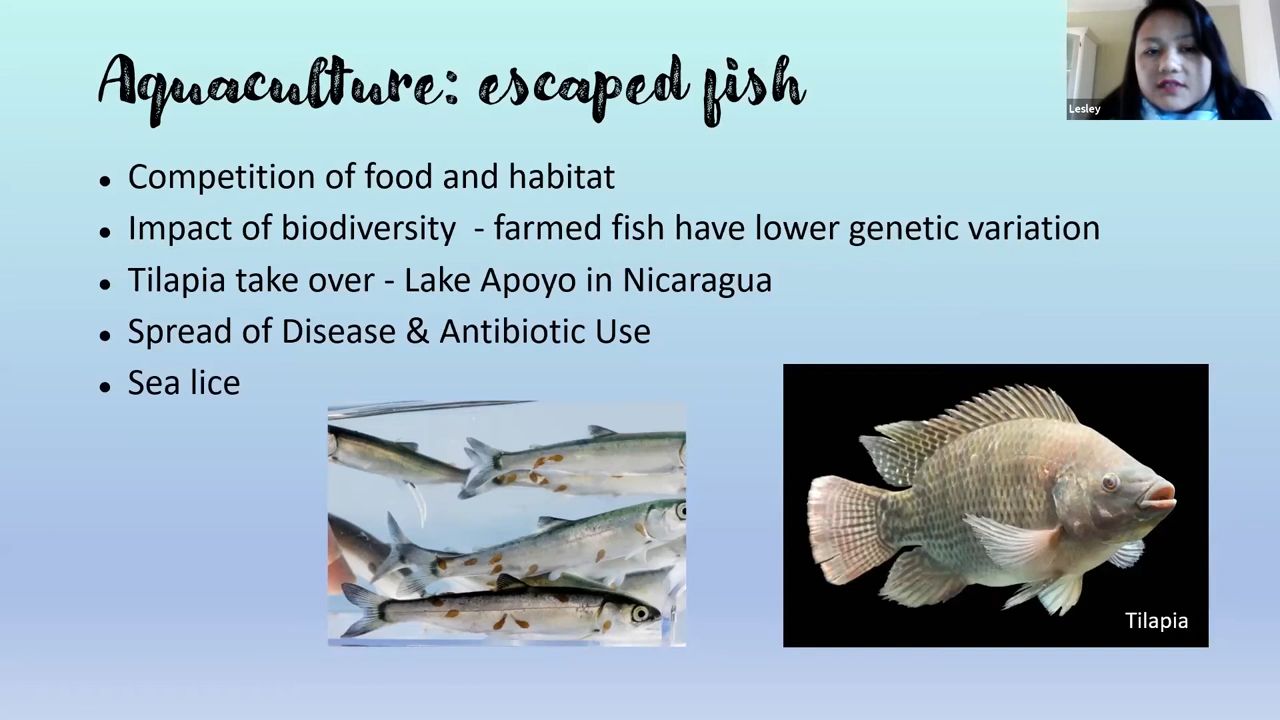 Aquaculture: escaped fish
Lesley
• Competition of food and habitat
• Impact of biodiversity - farmed fish have lower genetic variation
• Tilapia take over - Lake Apoyo in Nicaragua
• Spread of Disease & Antibiotic Use
• Sea lice
Tilapia